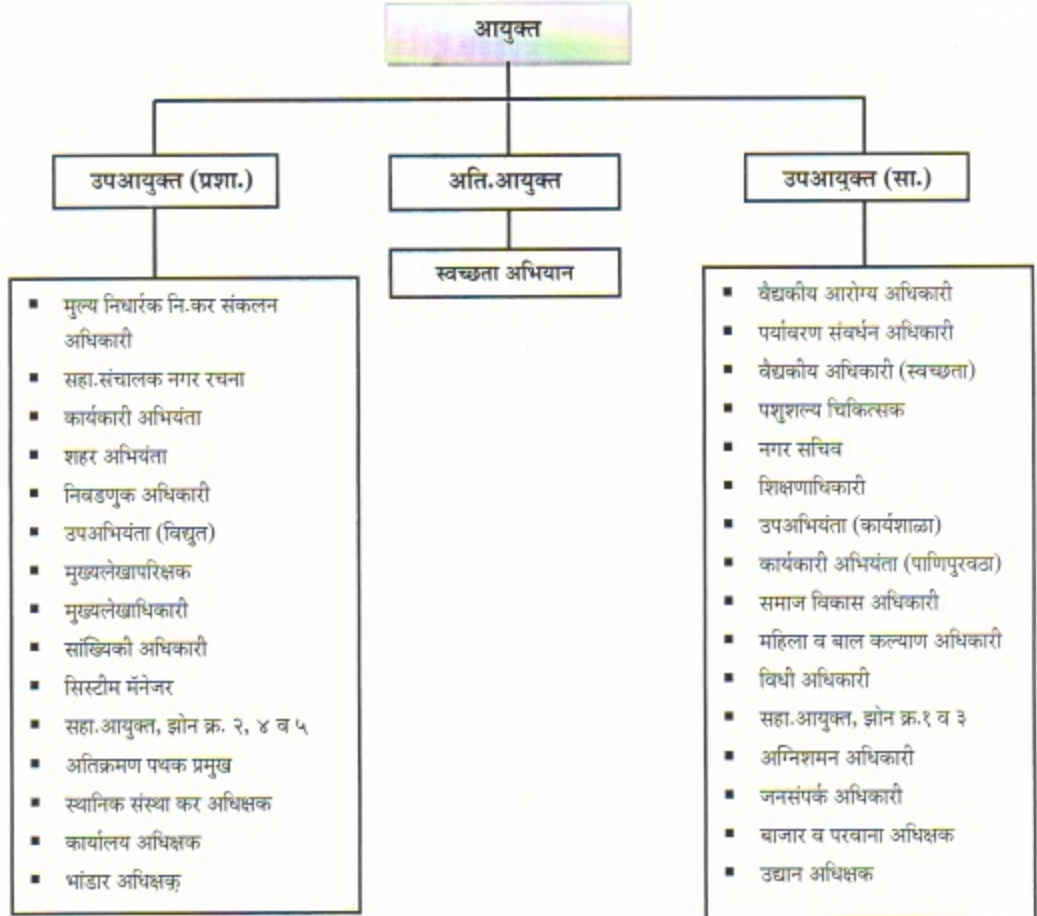 आयुक्त
उपआयुक्त (प्रशा.)
अति.आयुक्त
उपआयुक्त (सा.)
स्वच्छता अभियान
मुल्य निर्धारक नि.कर संकलन
अधिकारी
सहा.संचालक नगर रचना
कार्यकारी अभियंता
शहर अभियंता
निवडणुक अधिकारी
उपअभियंता (विद्युत)
मुख्यलेखापरिक्षक
मुख्यलेखाधिकारी
सांख्यिकी अधिकारी
सिस्टीम मॅनेजर
सहा.आयुक्त, झोन क्र. २, ४ व ५
अतिक्रमण पथक प्रमुख
स्थानिक संस्था कर अधिक्षक
कार्यालय अधिक्षक
भांडार अधिक्षक
वैद्यकीय आरोग्य अधिकारी
पर्यावरण संवर्धन अधिकारी
वैद्यकीय अधिकारी (स्वच्छता)
पशुशल्य चिकित्सक
नगर सचिव
शिक्षणाधिकारी
उपअभियंता (कार्यशाळा)
कार्यकारी अभियंता (पाणिपुरवठा)
समाज विकास अधिकारी
महिला व बाल कल्याण अधिकारी
विधी अधिकारी
सहा.आयुक्त, झोन क्र.१ व ३
अग्निशमन अधिकारी
जनसंपर्क अधिकारी
बाजार व परवाना अधिक्षक
उद्यान अधिक्षक